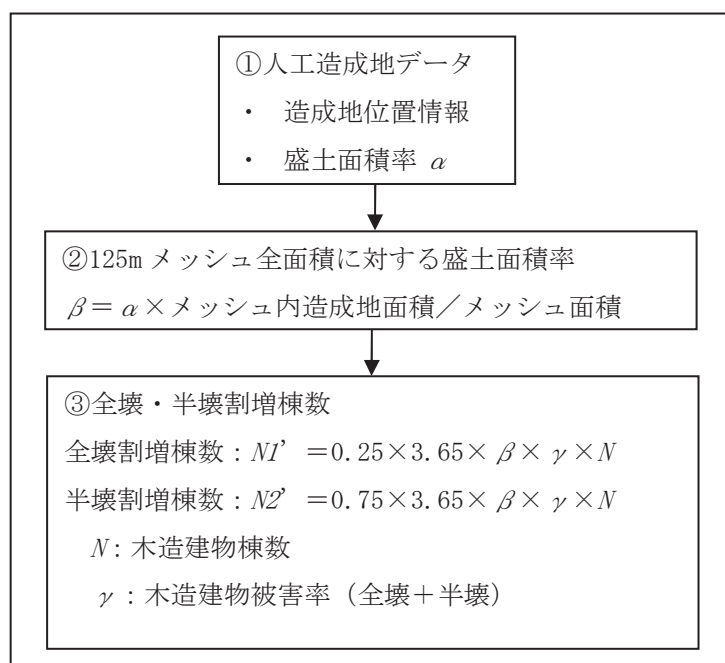 ①人工造成地データ
・ 造成地位置情報
・ 盛土面積率 α
②125m メッシュ全面積に対する盛土面積率
β＝α×メッシュ内造成地面積／メッシュ面積
③全壊・半壊割増棟数
全壊割増棟数：N1’ ＝0.25×3.65×β×γ×N
半壊割増棟数：N2’ ＝0.75×3.65×β×γ×N
N：木造建物棟数
γ：木造建物被害率（全壊＋半壊）